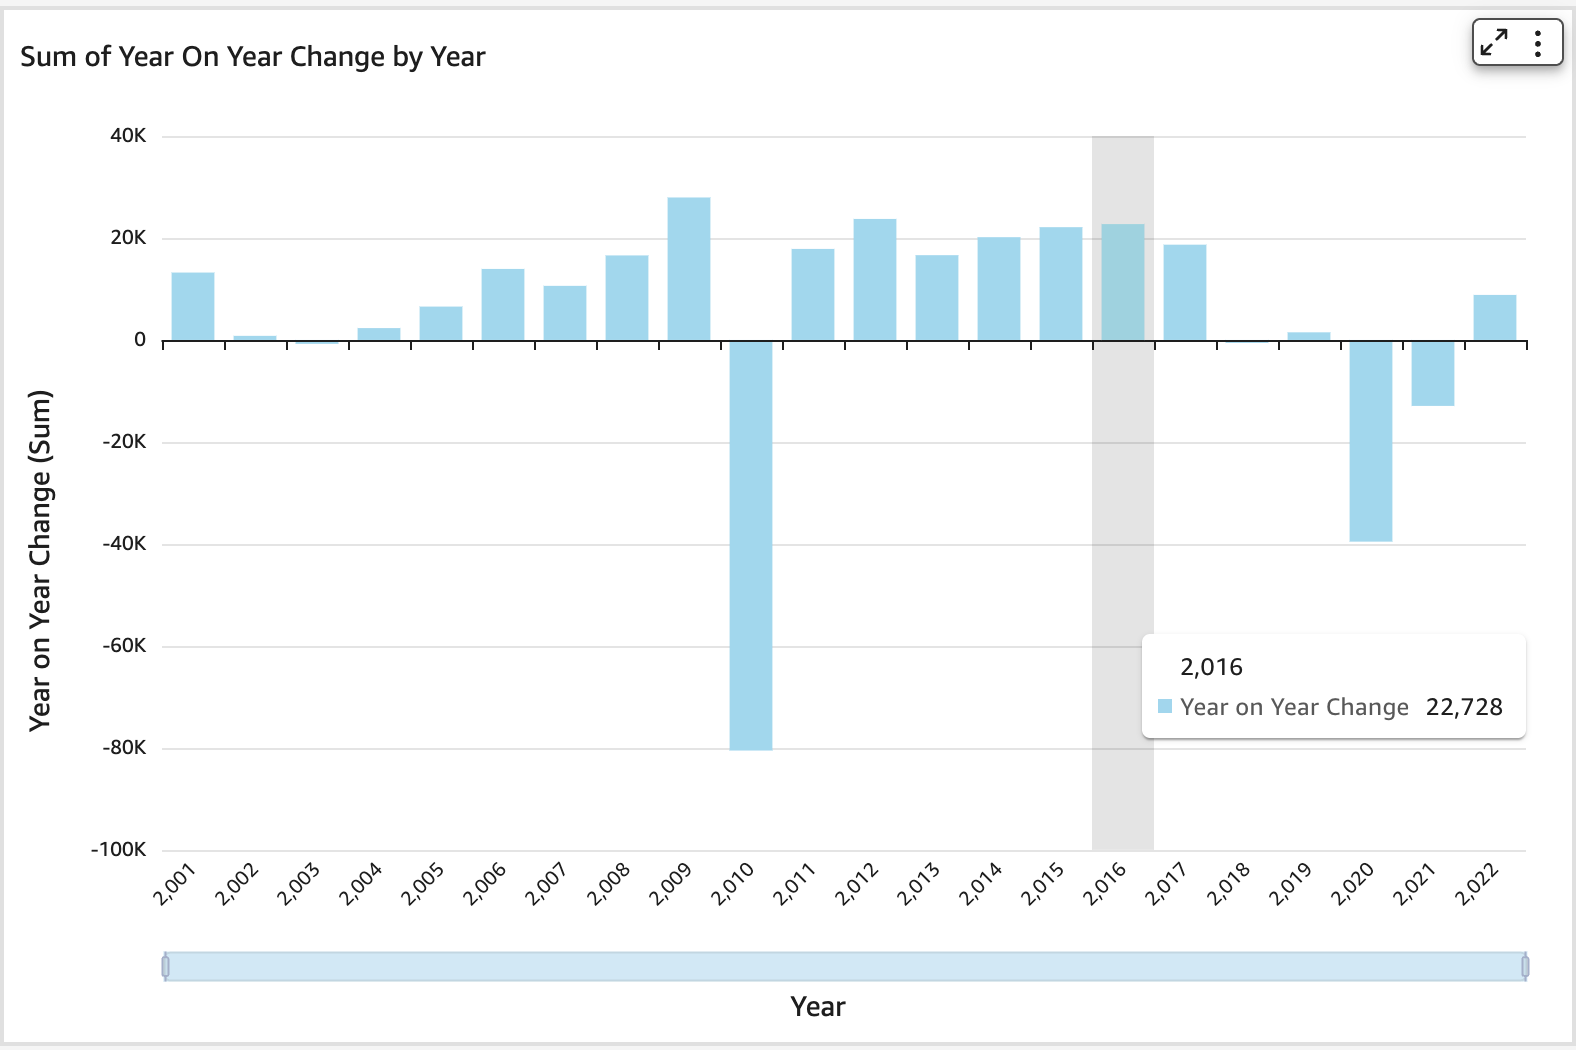 Sum of Year On Year Change by Year
40K
20K
0
-20K
-40K
-60K
-80K
-100K
Year on Year Change (Sum)
2,016
Year on Year Change 22,728
2,001
2,002
2,003
2,004
2,005
2,006
2,007
2,008
2,009
2,010
2,011
2,012
2,013
2,014
2,015
2,016
2,017
2,018
2,019
2,020
2,021
2,022
Year